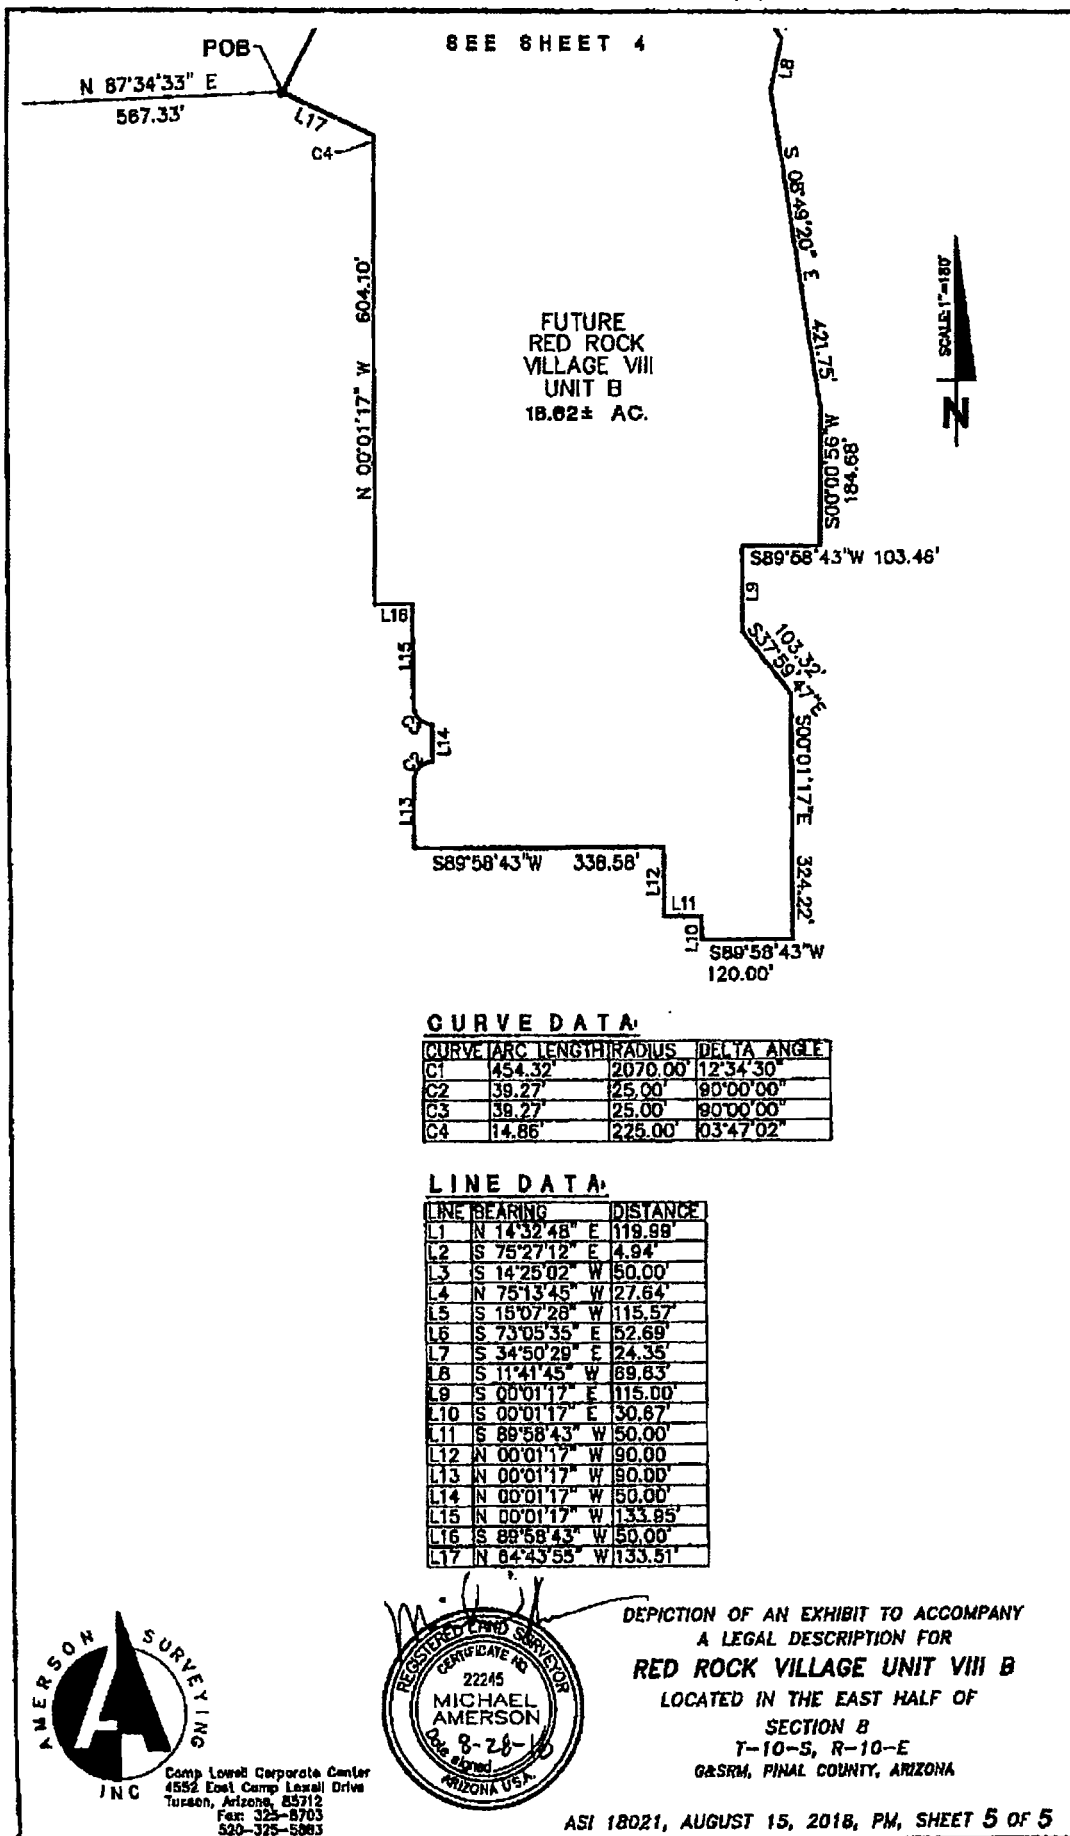 SEE SHEET 4
POB
N 87°34'33" E
567.33'
L17
C4
L8
S 08°49'20" E 421.75'
N 00°01'17" W 604.10'
FUTURE
RED ROCK
VILLAGE VIII
UNIT B
18.62± AC.
SCALE:1"=180'
N
S00°00'56"W
184.68'
S89°58'43"W 103.46'
L9
103.32'
S37°59'47"E
L16
L15
C3
L14
C2
L13
S00°01'17"E 324.22'
S89°58'43"W 338.58'
L12
L11
L10
S89°58'43"W
120.00'
CURVE DATA:
CURVE ARC LENGTH RADIUS DELTA ANGLE
C1 454.32' 2070.00' 12°34'30"
C2 39.27' 25.00' 90°00'00"
C3 39.27' 25.00' 90°00'00"
C4 14.86' 225.00' 03°47'02"
LINE DATA:
LINE BEARING DISTANCE
L1 N 14°32'48" E 119.99'
L2 S 75°27'12" E 4.94'
L3 S 14°25'02" W 50.00'
L4 N 75°13'45" W 27.64'
L5 S 15°07'28" W 115.57'
L6 S 73°05'35" E 52.69'
L7 S 34°50'29" E 24.35'
L8 S 11°41'45" W 69.63'
L9 S 00°01'17" E 115.00'
L10 S 00°01'17" E 30.67'
L11 S 89°58'43" W 50.00'
L12 N 00°01'17" W 90.00
L13 N 00°01'17" W 90.00'
L14 N 00°01'17" W 50.00'
L15 N 00°01'17" W 133.95'
L16 S 89°58'43" W 50.00'
L17 N 64°43'55" W 133.51'
AMERSON SURVEYING INC
Camp Lowell Corporate Center
4552 East Camp Lowell Drive
Tucson, Arizona, 85712
Fax: 325-8703
520-325-5883
REGISTERED LAND SURVEYOR
CERTIFICATE NO.
22245
MICHAEL
AMERSON
8-28-18
Date signed
ARIZONA U.S.A.
DEPICTION OF AN EXHIBIT TO ACCOMPANY
A LEGAL DESCRIPTION FOR
RED ROCK VILLAGE UNIT VIII B
LOCATED IN THE EAST HALF OF
SECTION 8
T-10-S, R-10-E
G&SRM, PINAL COUNTY, ARIZONA
ASI 18021, AUGUST 15, 2018, PM, SHEET 5 OF 5